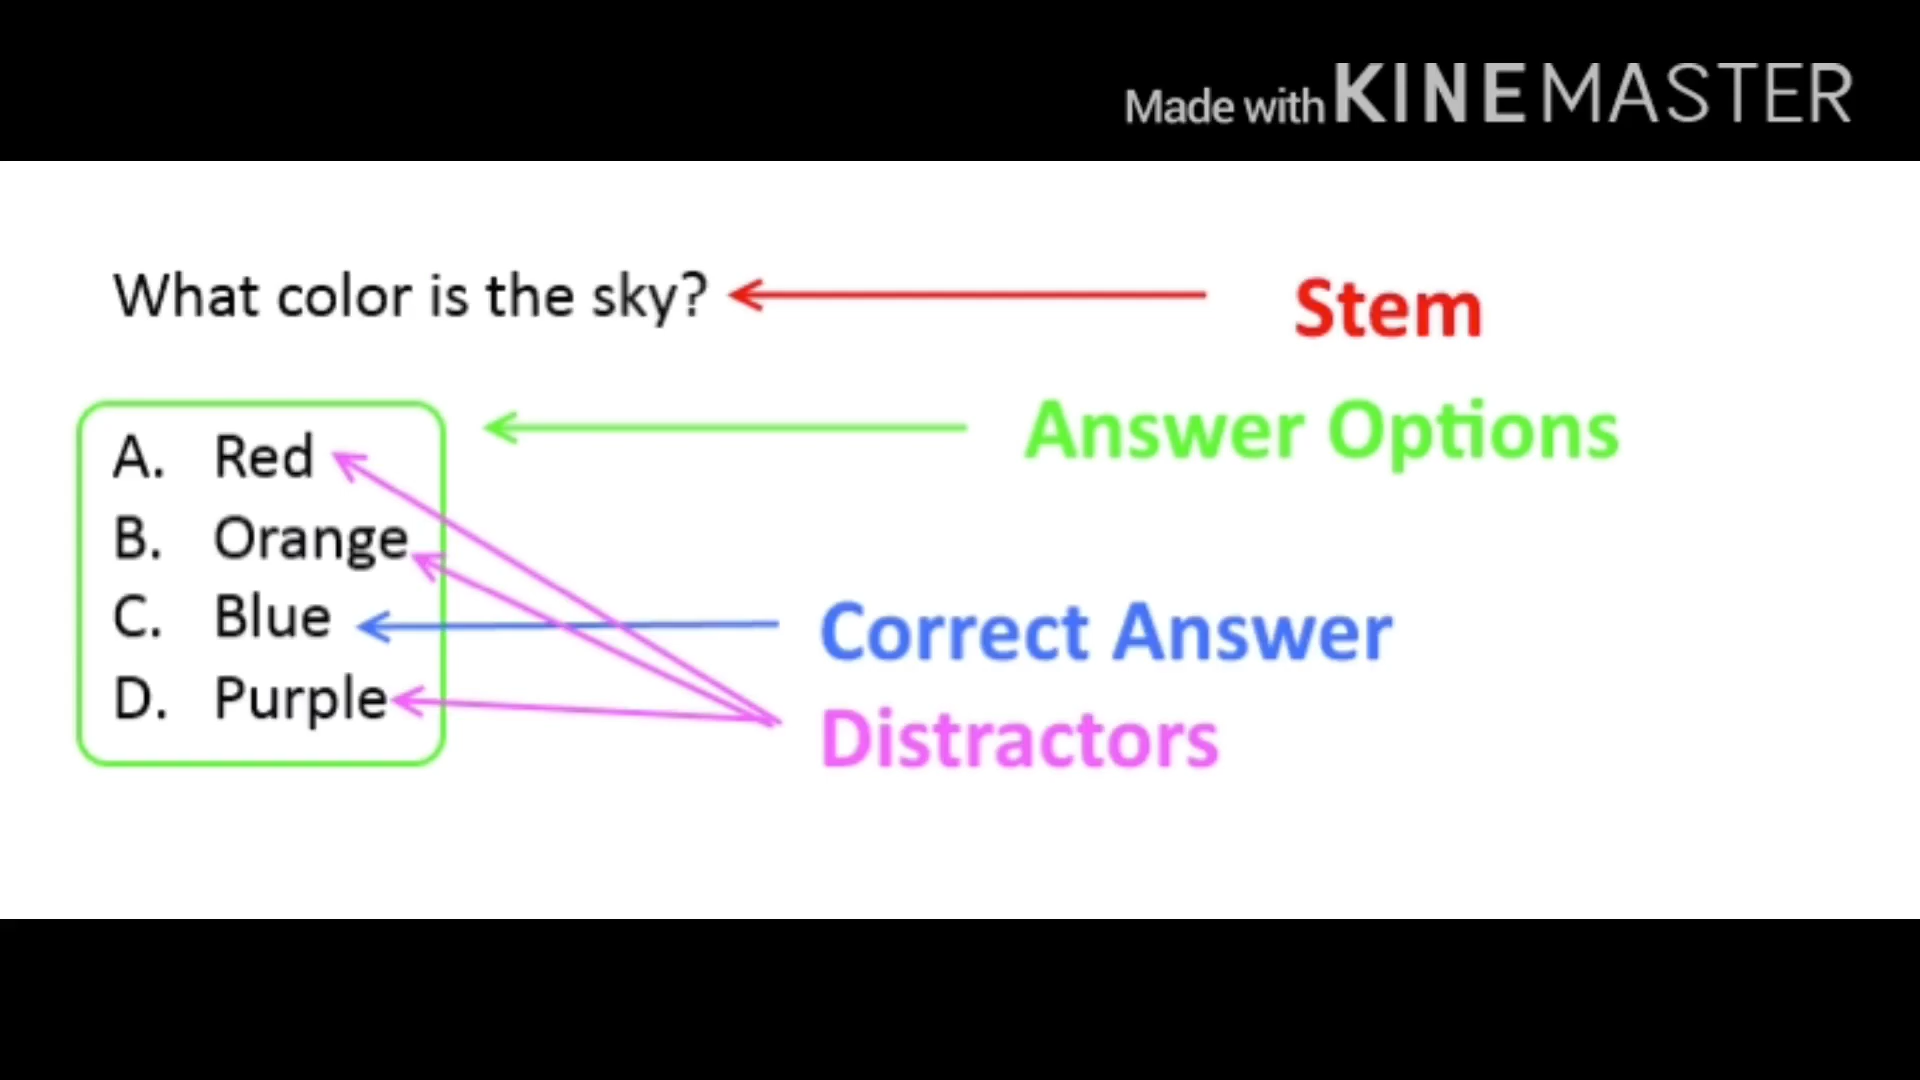 Made with KINEMASTER
What color is the sky?
Stem
Answer Options
A. Red
B. Orange
C. Blue
Correct Answer
D. Purple
Distractors